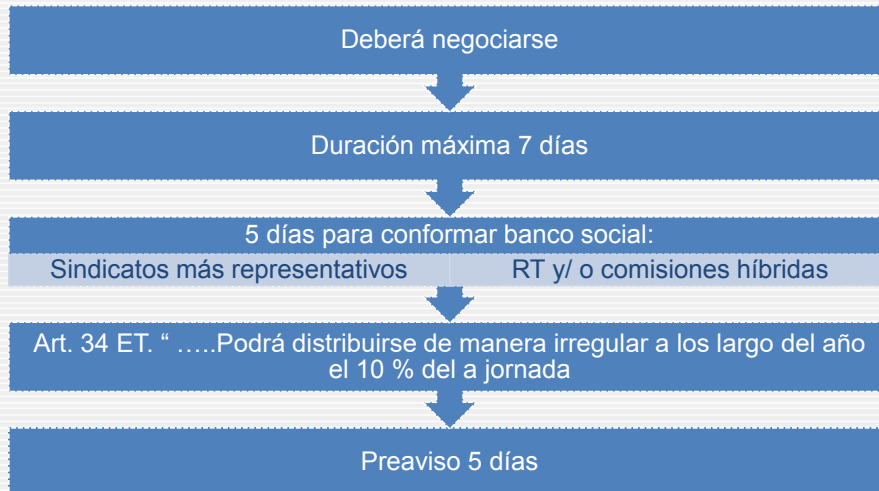 Deberá negociarse
Duración máxima 7 días
5 días para conformar banco social:
Sindicatos más representativos
RT y/ o comisiones híbridas
Art. 34 ET. “ …..Podrá distribuirse de manera irregular a los largo del año
el 10 % del a jornada
Preaviso 5 días